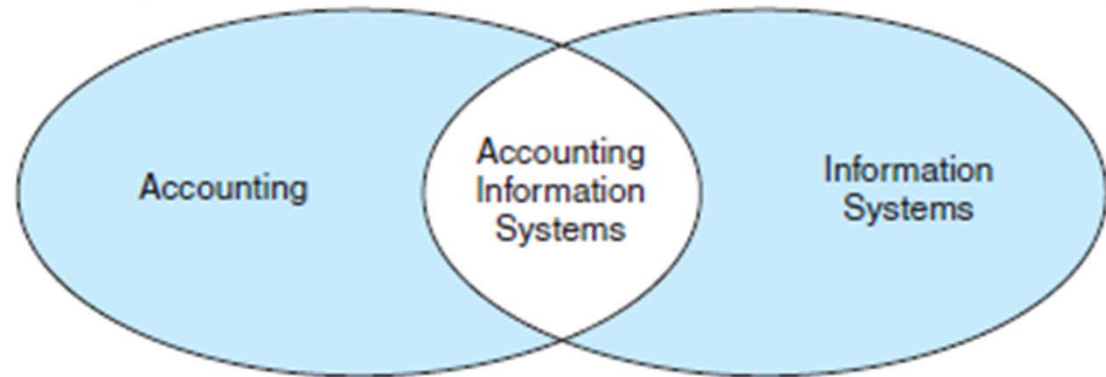 Accounting
Accounting
Information
Systems
Information
Systems